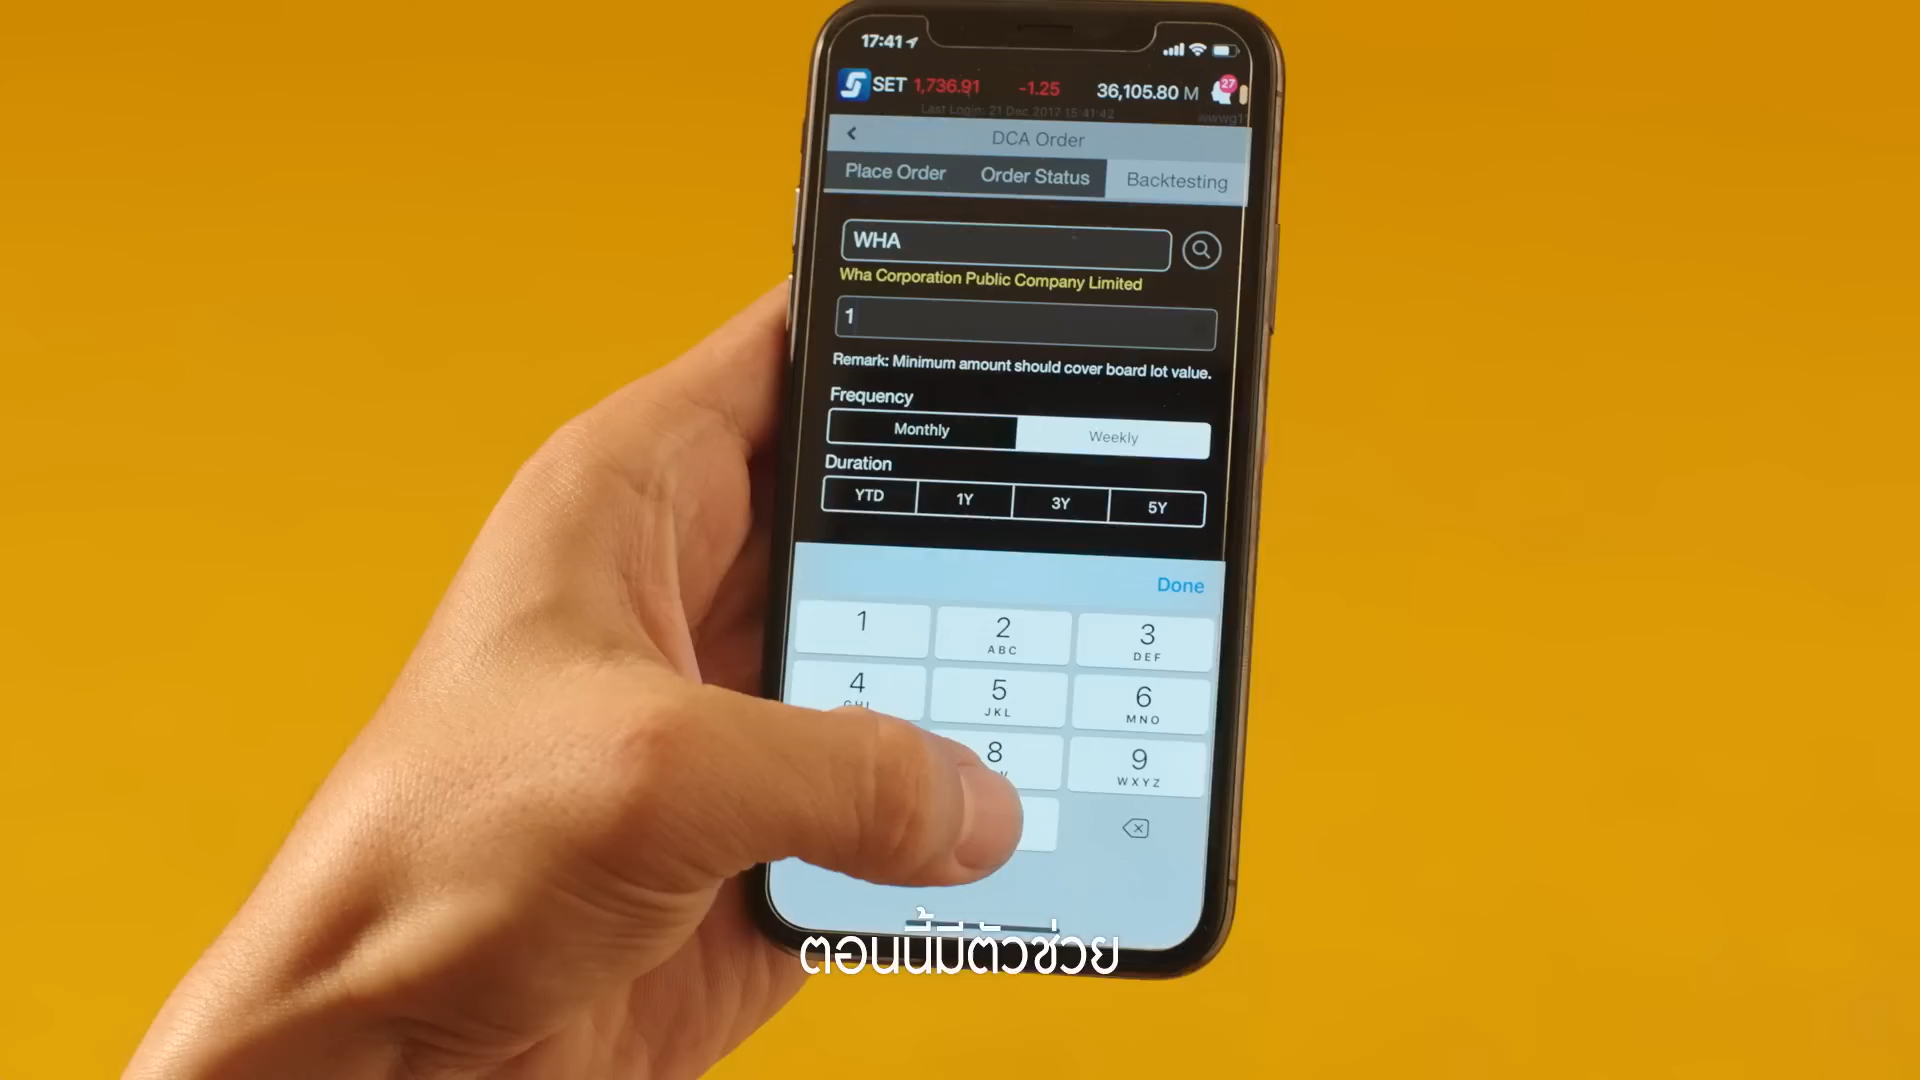 17:41
SET 1,736.91 -1.25 36,105.80 M 27
Last Login: 21 Dec 2017 15:41:42
DCA Order
Place Order Order Status Backtesting
WHA
Wha Corporation Public Company Limited
1
Remark: Minimum amount should cover board lot value.
Frequency
Monthly Weekly
Duration
YTD 1Y 3Y 5Y
Done
1 2 3
ABC DEF
4 5 6
GHI JKL MNO
8 9
WXYZ
ตอนนี้มีตัวช่วย